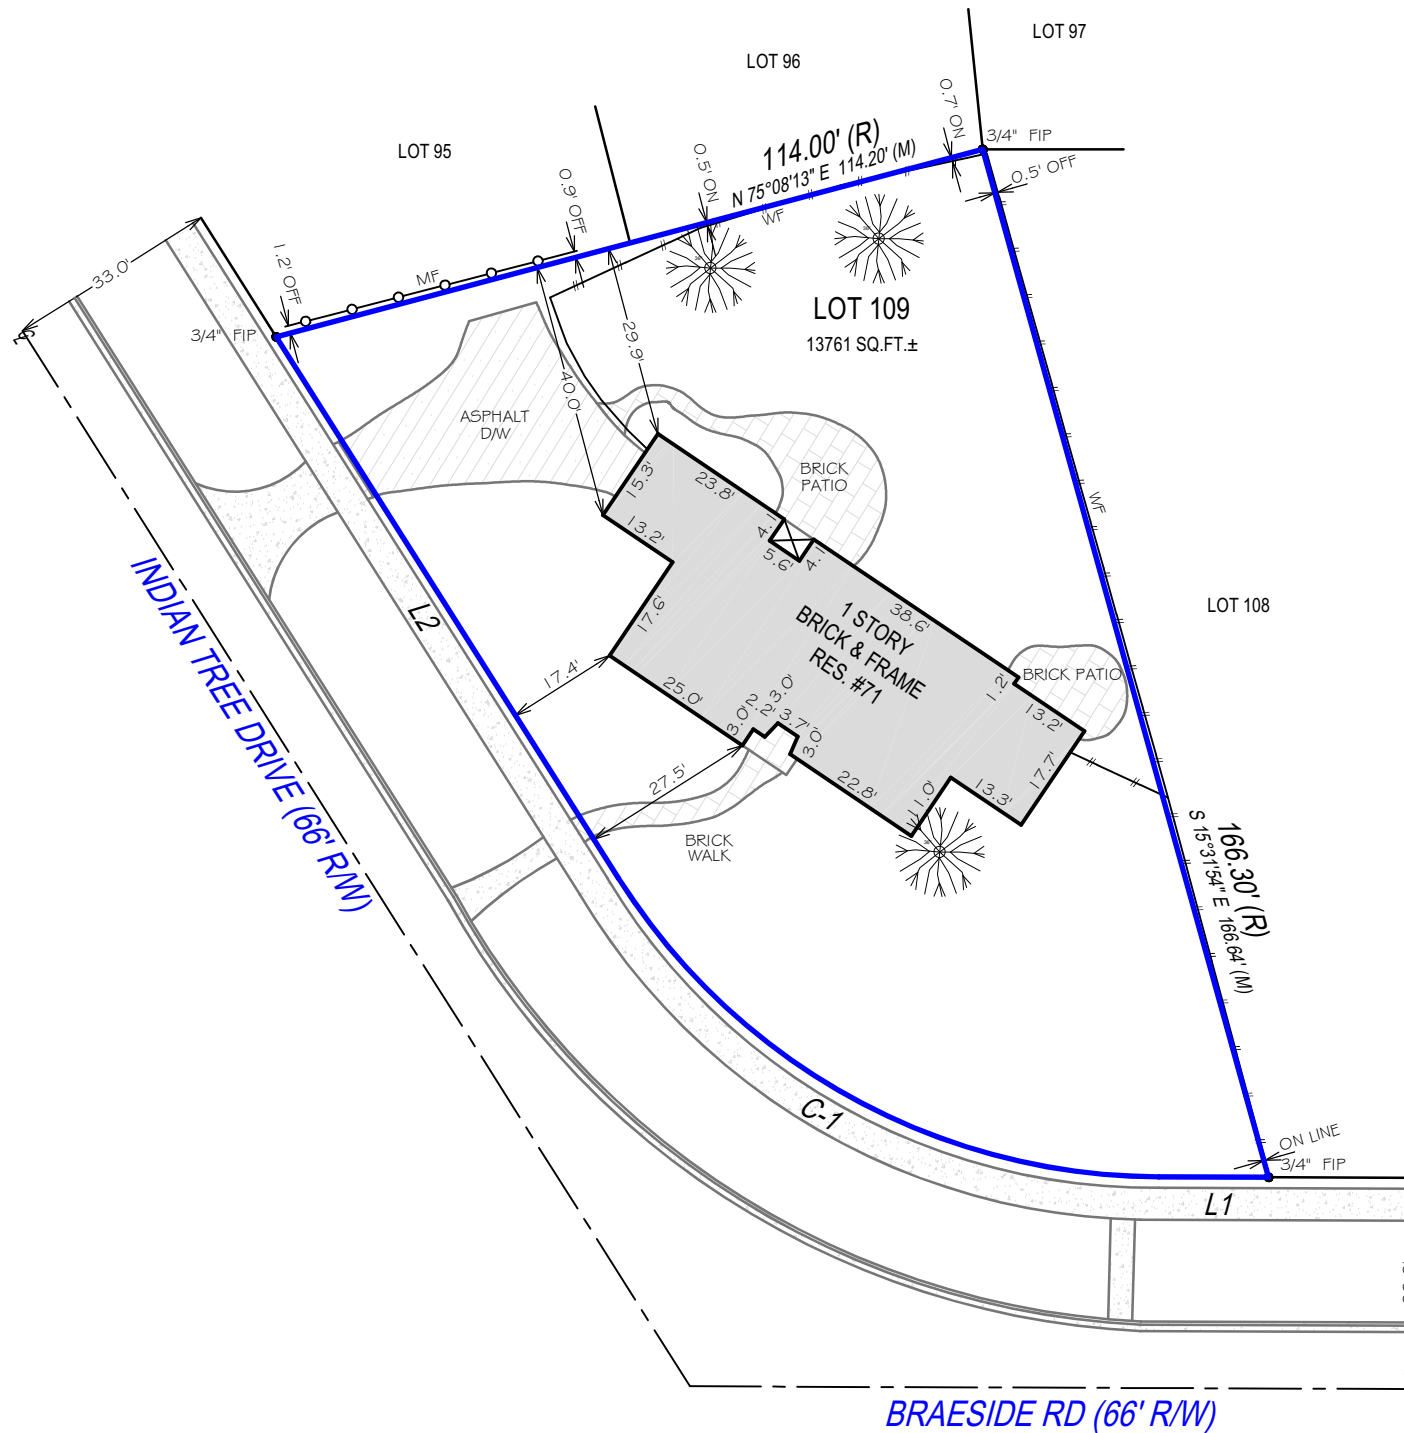 LOT 97
LOT 96
LOT 95
0.7' ON
3/4" FIP
114.00' (R)
N 75°08'13" E 114.20' (M)
0.5' ON
0.5' OFF
WF
0.9' OFF
1.2' OFF
MF
33.0'
3/4" FIP
LOT 109
13761 SQ.FT.±
29.9'
40.0'
ASPHALT
D/W
BRICK
PATIO
15.3'
23.8'
13.2'
4.1
5.6'
4.1
WF
17.6'
38.6'
LOT 108
1 STORY
BRICK & FRAME
RES. #71
L2
INDIAN TREE DRIVE (66' R/W)
17.4'
25.0'
1.2'
BRICK PATIO
13.2'
3.0'
2.2'
3.0'
3.7'
3.0'
17.7'
27.5'
22.8'
11.0'
13.3'
BRICK
WALK
166.30' (R)
S 15°31'54" E 166.64' (M)
C-1
ON LINE
3/4" FIP
L1
BRAESIDE RD (66' R/W)